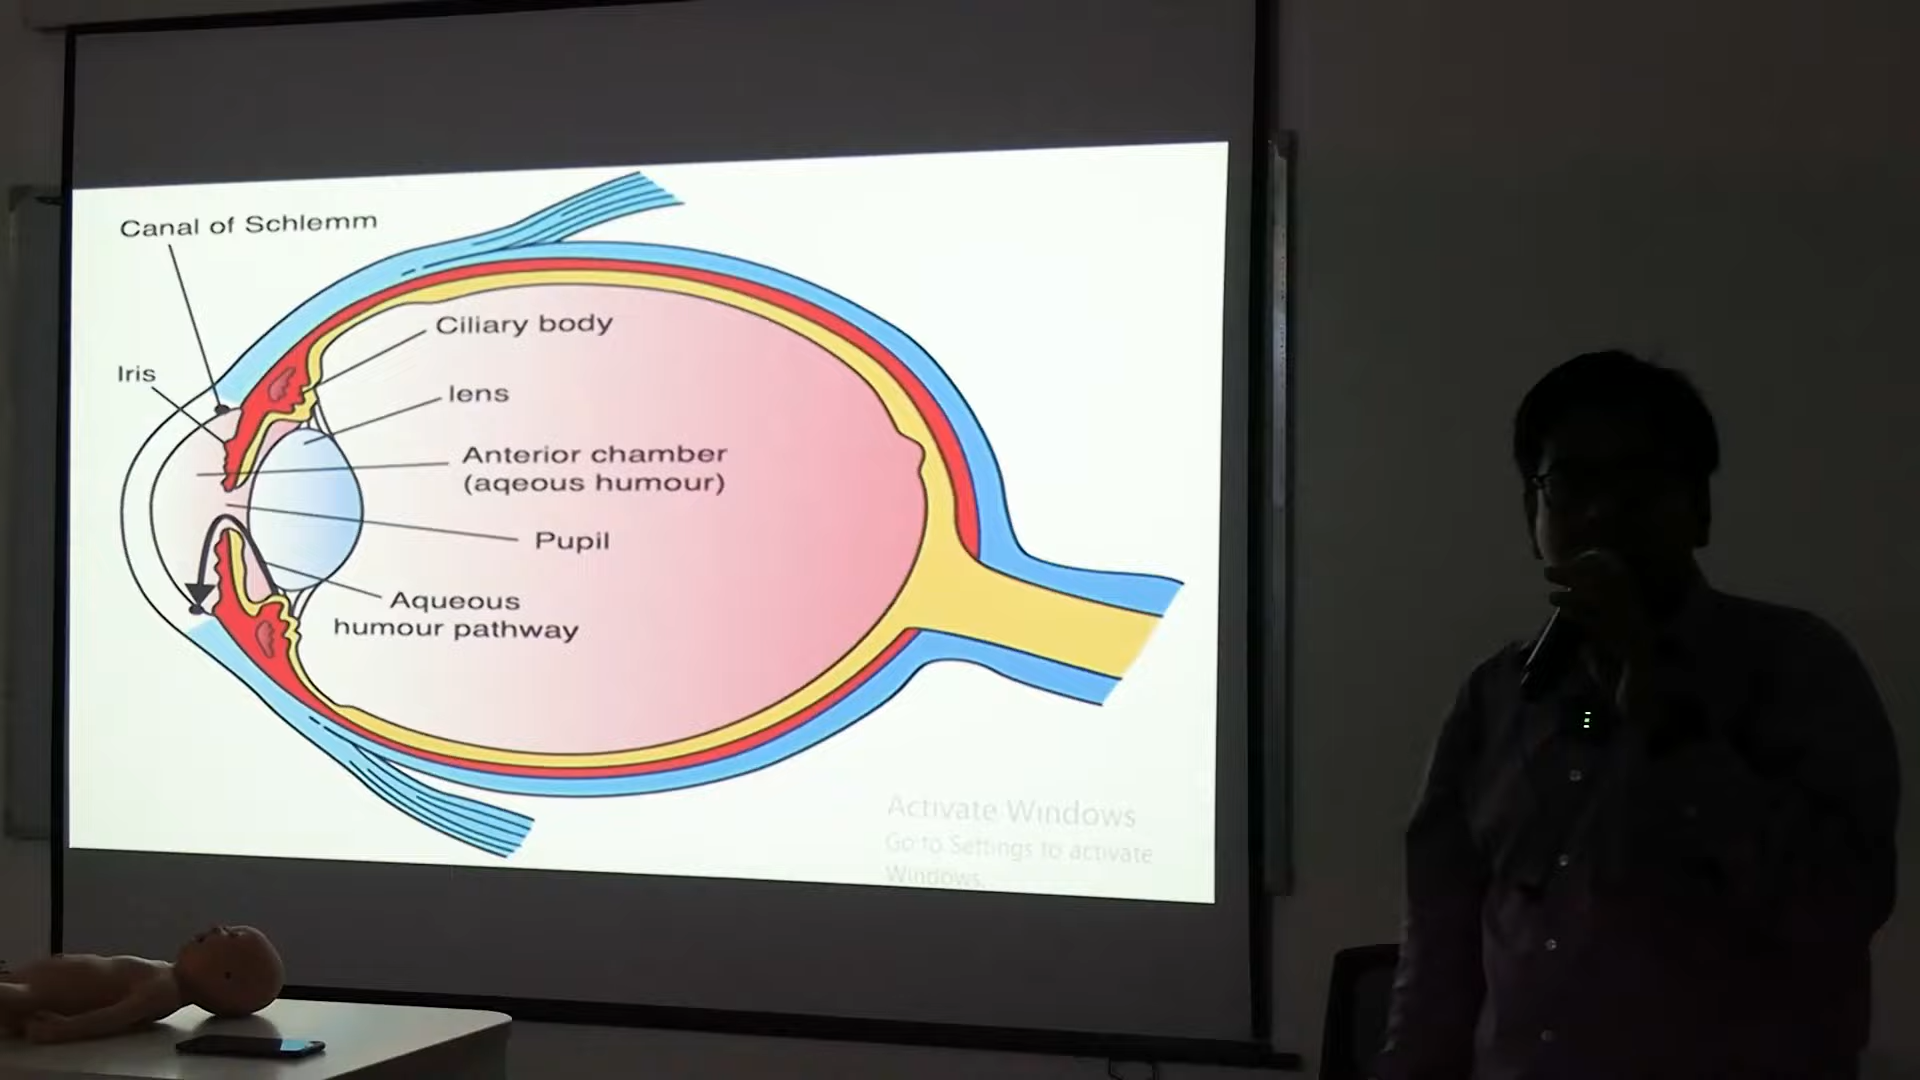 Canal of Schlemm
Ciliary body
Iris
lens
Anterior chamber
(aqeous humour)
Pupil
Aqueous
humour pathway
Activate Windows
Go to Settings to activate
Windows.